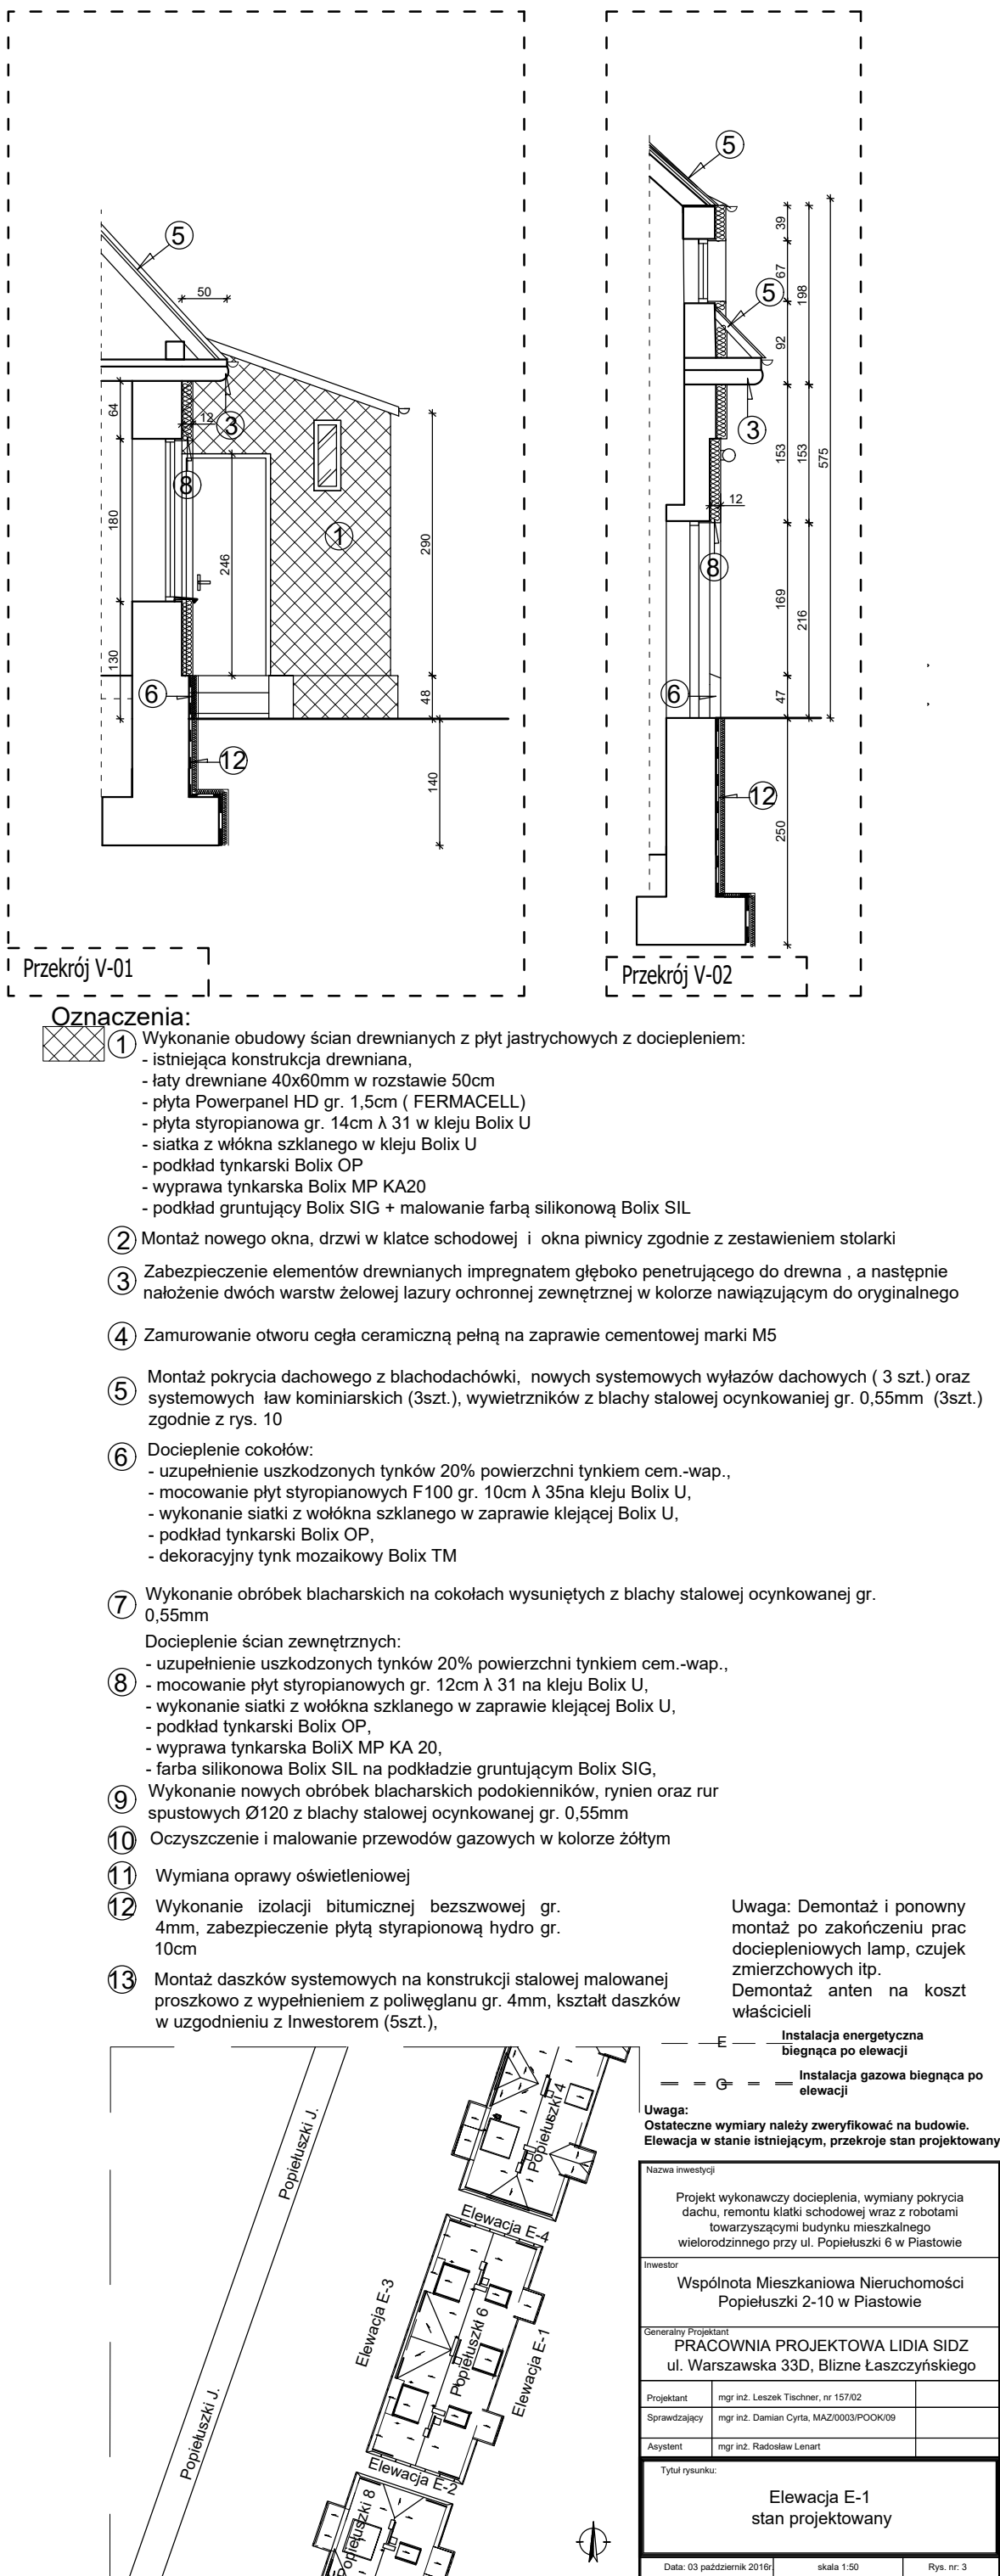 5
50
64
12
3
8
180
246
1
290
130
6
48
12
140
Przekrój V-01
5
39
67
5
198
92
3
153
153
575
12
8
169
216
6
47
12
250
Przekrój V-02
Oznaczenia:
1 Wykonanie obudowy ścian drewnianych z płyt jastrychowych z dociepleniem:
- istniejąca konstrukcja drewniana,
- łaty drewniane 40x60mm w rozstawie 50cm
- płyta Powerpanel HD gr. 1,5cm ( FERMACELL)
- płyta styropianowa gr. 14cm λ 31 w kleju Bolix U
- siatka z włókna szklanego w kleju Bolix U
- podkład tynkarski Bolix OP
- wyprawa tynkarska Bolix MP KA20
- podkład gruntujący Bolix SIG + malowanie farbą silikonową Bolix SIL
2 Montaż nowego okna, drzwi w klatce schodowej i okna piwnicy zgodnie z zestawieniem stolarki
3 Zabezpieczenie elementów drewnianych impregnatem głęboko penetrującego do drewna , a następnie
nałożenie dwóch warstw żelowej lazury ochronnej zewnętrznej w kolorze nawiązującym do oryginalnego
4 Zamurowanie otworu cegła ceramiczną pełną na zaprawie cementowej marki M5
5 Montaż pokrycia dachowego z blachodachówki, nowych systemowych wyłazów dachowych ( 3 szt.) oraz
systemowych ław kominiarskich (3szt.), wywietrzników z blachy stalowej ocynkowaniej gr. 0,55mm (3szt.)
zgodnie z rys. 10
6 Docieplenie cokołów:
- uzupełnienie uszkodzonych tynków 20% powierzchni tynkiem cem.-wap.,
- mocowanie płyt styropianowych F100 gr. 10cm λ 35na kleju Bolix U,
- wykonanie siatki z wołókna szklanego w zaprawie klejącej Bolix U,
- podkład tynkarski Bolix OP,
- dekoracyjny tynk mozaikowy Bolix TM
7 Wykonanie obróbek blacharskich na cokołach wysuniętych z blachy stalowej ocynkowanej gr.
0,55mm
Docieplenie ścian zewnętrznych:
- uzupełnienie uszkodzonych tynków 20% powierzchni tynkiem cem.-wap.,
8 - mocowanie płyt styropianowych gr. 12cm λ 31 na kleju Bolix U,
- wykonanie siatki z wołókna szklanego w zaprawie klejącej Bolix U,
- podkład tynkarski Bolix OP,
- wyprawa tynkarska BoliX MP KA 20,
- farba silikonowa Bolix SIL na podkładzie gruntującym Bolix SIG,
9 Wykonanie nowych obróbek blacharskich podokienników, rynien oraz rur
spustowych Ø120 z blachy stalowej ocynkowanej gr. 0,55mm
10 Oczyszczenie i malowanie przewodów gazowych w kolorze żółtym
11 Wymiana oprawy oświetleniowej
12 Wykonanie izolacji bitumicznej bezszwowej gr.
4mm, zabezpieczenie płytą styrapionową hydro gr.
10cm
13 Montaż daszków systemowych na konstrukcji stalowej malowanej
proszkowo z wypełnieniem z poliwęglanu gr. 4mm, kształt daszków
w uzgodnieniu z Inwestorem (5szt.),
Uwaga: Demontaż i ponowny
montaż po zakończeniu prac
dociepleniowych lamp, czujek
zmierzchowych itp.
Demontaż anten na koszt
właścicieli
E Instalacja energetyczna
biegnąca po elewacji
G Instalacja gazowa biegnąca po
elewacji
Uwaga:
Ostateczne wymiary należy zweryfikować na budowie.
Elewacja w stanie istniejącym, przekroje stan projektowany
Popiełuszki J.
Popiełuszki 4
Elewacja E-4
Elewacja E-3
Popiełuszki 6
Elewacja E-1
Popiełuszki J.
Elewacja E-2
Popiełuszki 8
Nazwa inwestycji
Projekt wykonawczy docieplenia, wymiany pokrycia
dachu, remontu klatki schodowej wraz z robotami
towarzyszącymi budynku mieszkalnego
wielorodzinnego przy ul. Popiełuszki 6 w Piastowie
Inwestor
Wspólnota Mieszkaniowa Nieruchomości
Popiełuszki 2-10 w Piastowie
Generalny Projektant
PRACOWNIA PROJEKTOWA LIDIA SIDZ
ul. Warszawska 33D, Blizne Łaszczyńskiego
Projektant mgr inż. Leszek Tischner, nr 157/02
Sprawdzający mgr inż. Damian Cyrta, MAZ/0003/POOK/09
Asystent mgr inż. Radosław Lenart
Tytuł rysunku:
Elewacja E-1
stan projektowany
Data: 03 październik 2016r. skala 1:50 Rys. nr: 3